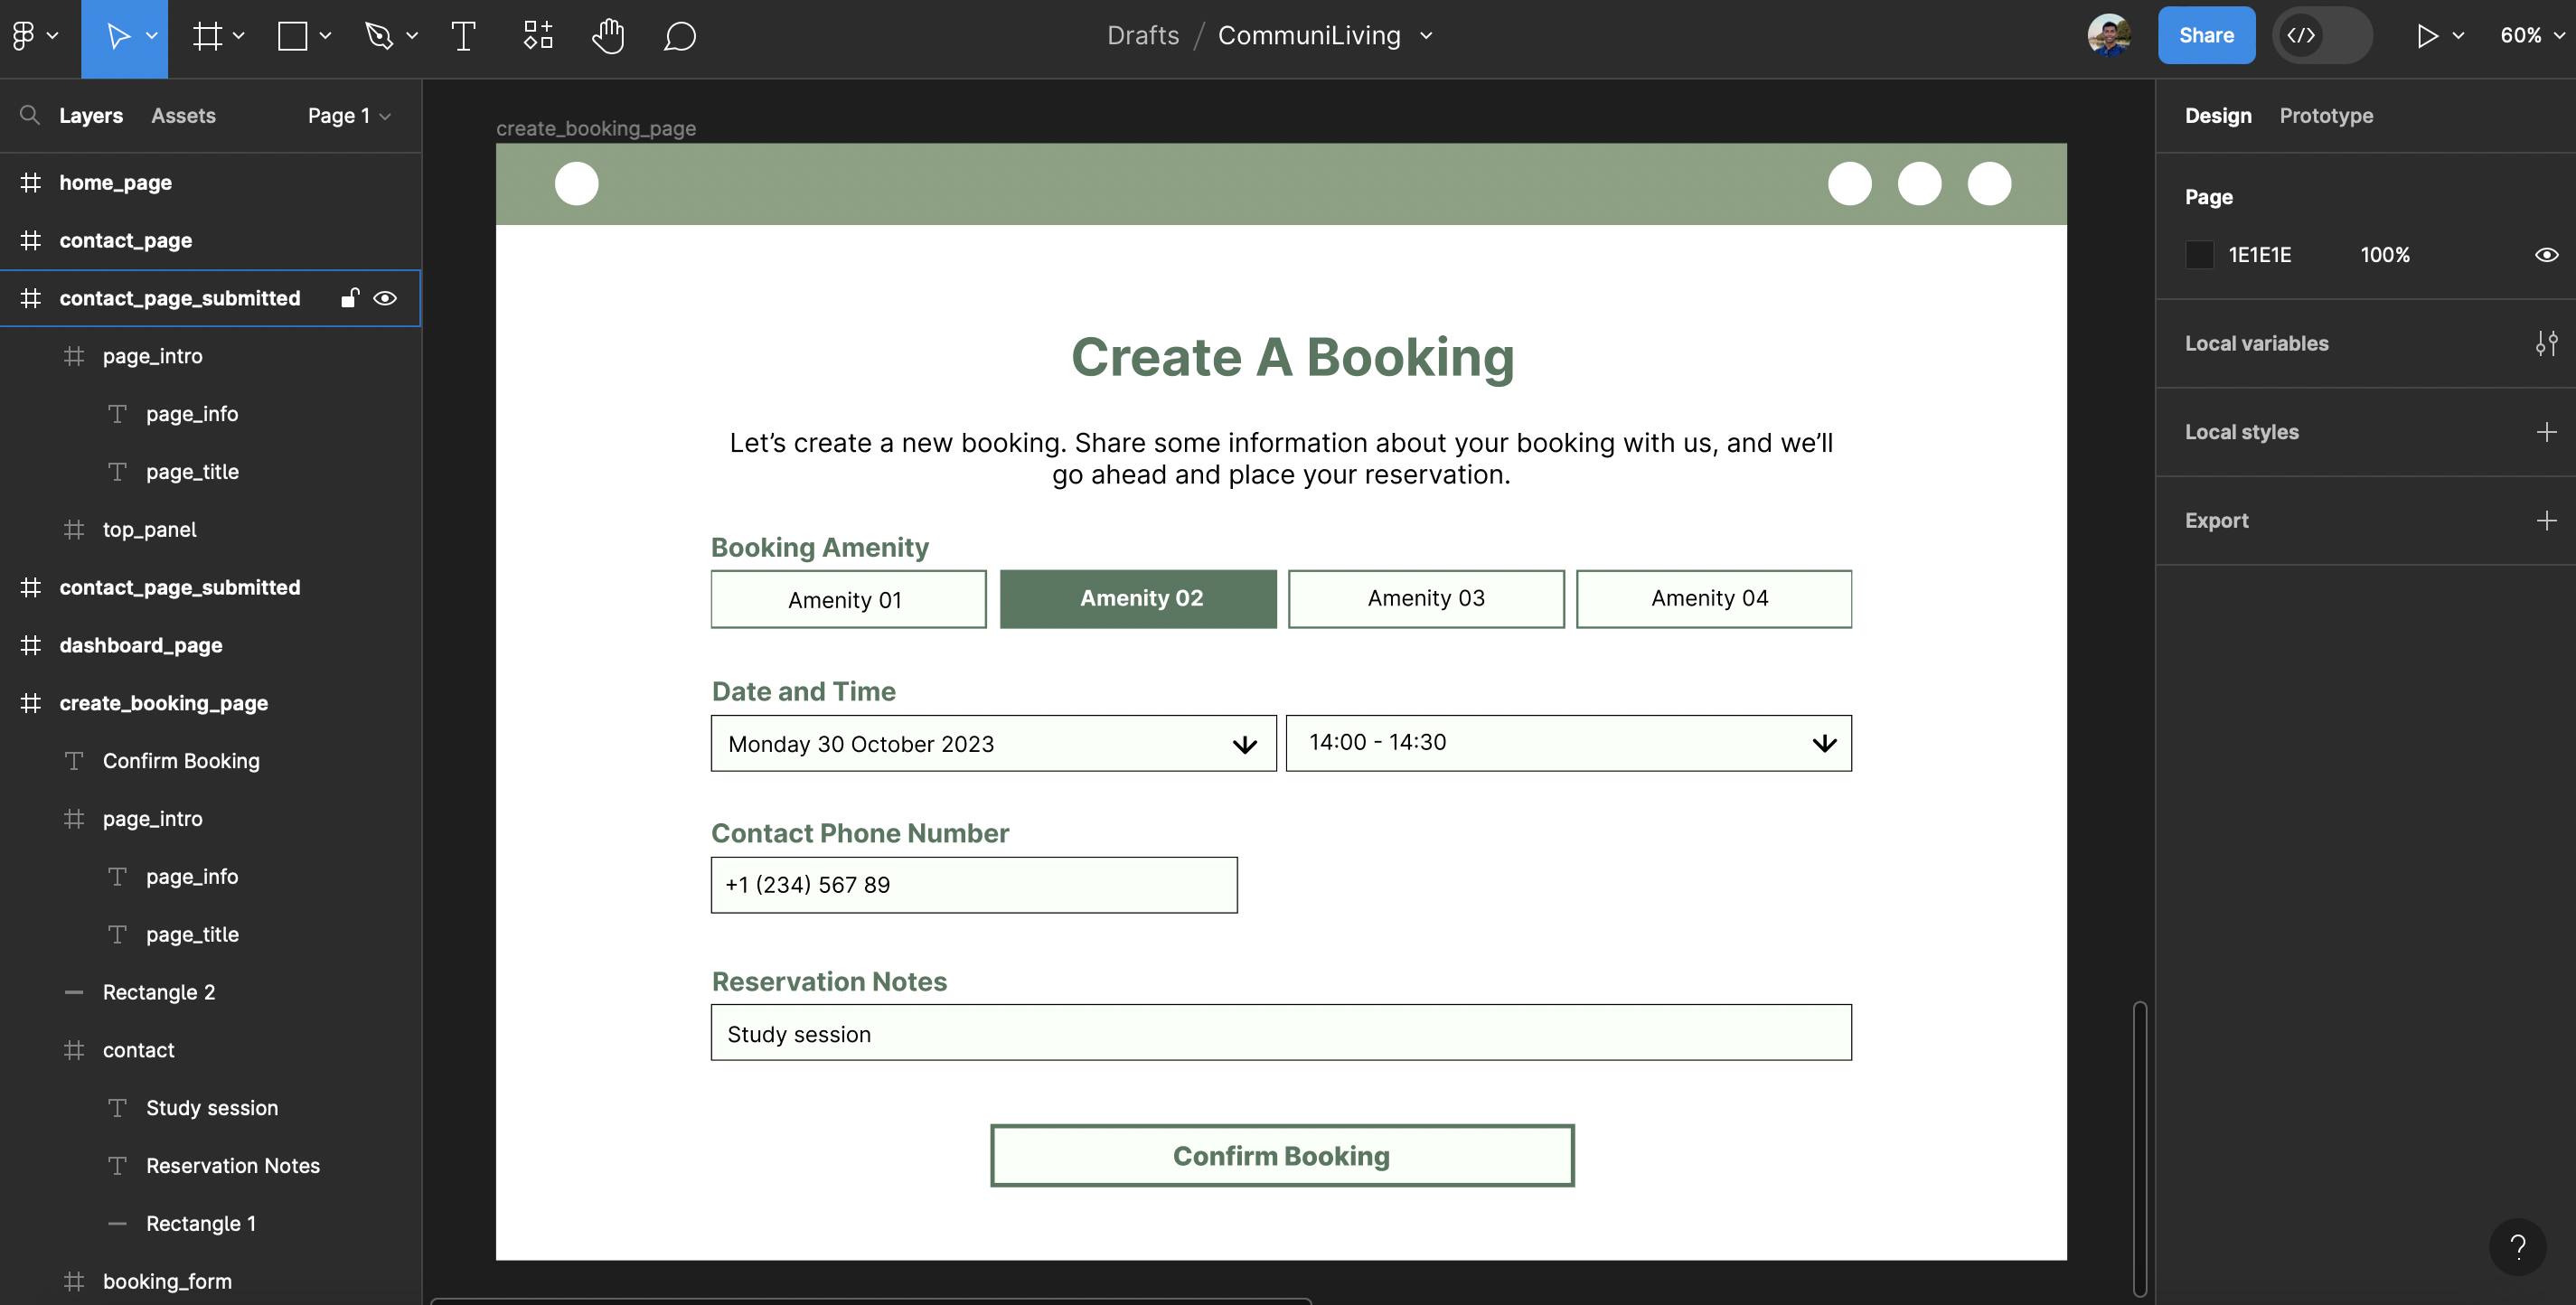 Drafts / CommuniLiving
Share
60%
Layers Assets Page 1
home_page
contact_page
contact_page_submitted
page_intro
page_info
page_title
top_panel
contact_page_submitted
dashboard_page
create_booking_page
Confirm Booking
page_intro
page_info
page_title
Rectangle 2
contact
Study session
Reservation Notes
Rectangle 1
booking_form
create_booking_page
Create A Booking
Let’s create a new booking. Share some information about your booking with us, and we’ll
go ahead and place your reservation.
Booking Amenity
Amenity 01 Amenity 02 Amenity 03 Amenity 04
Date and Time
Monday 30 October 2023 14:00 - 14:30
Contact Phone Number
+1 (234) 567 89
Reservation Notes
Study session
Confirm Booking
Design Prototype
Page
1E1E1E 100%
Local variables
Local styles
Export
?